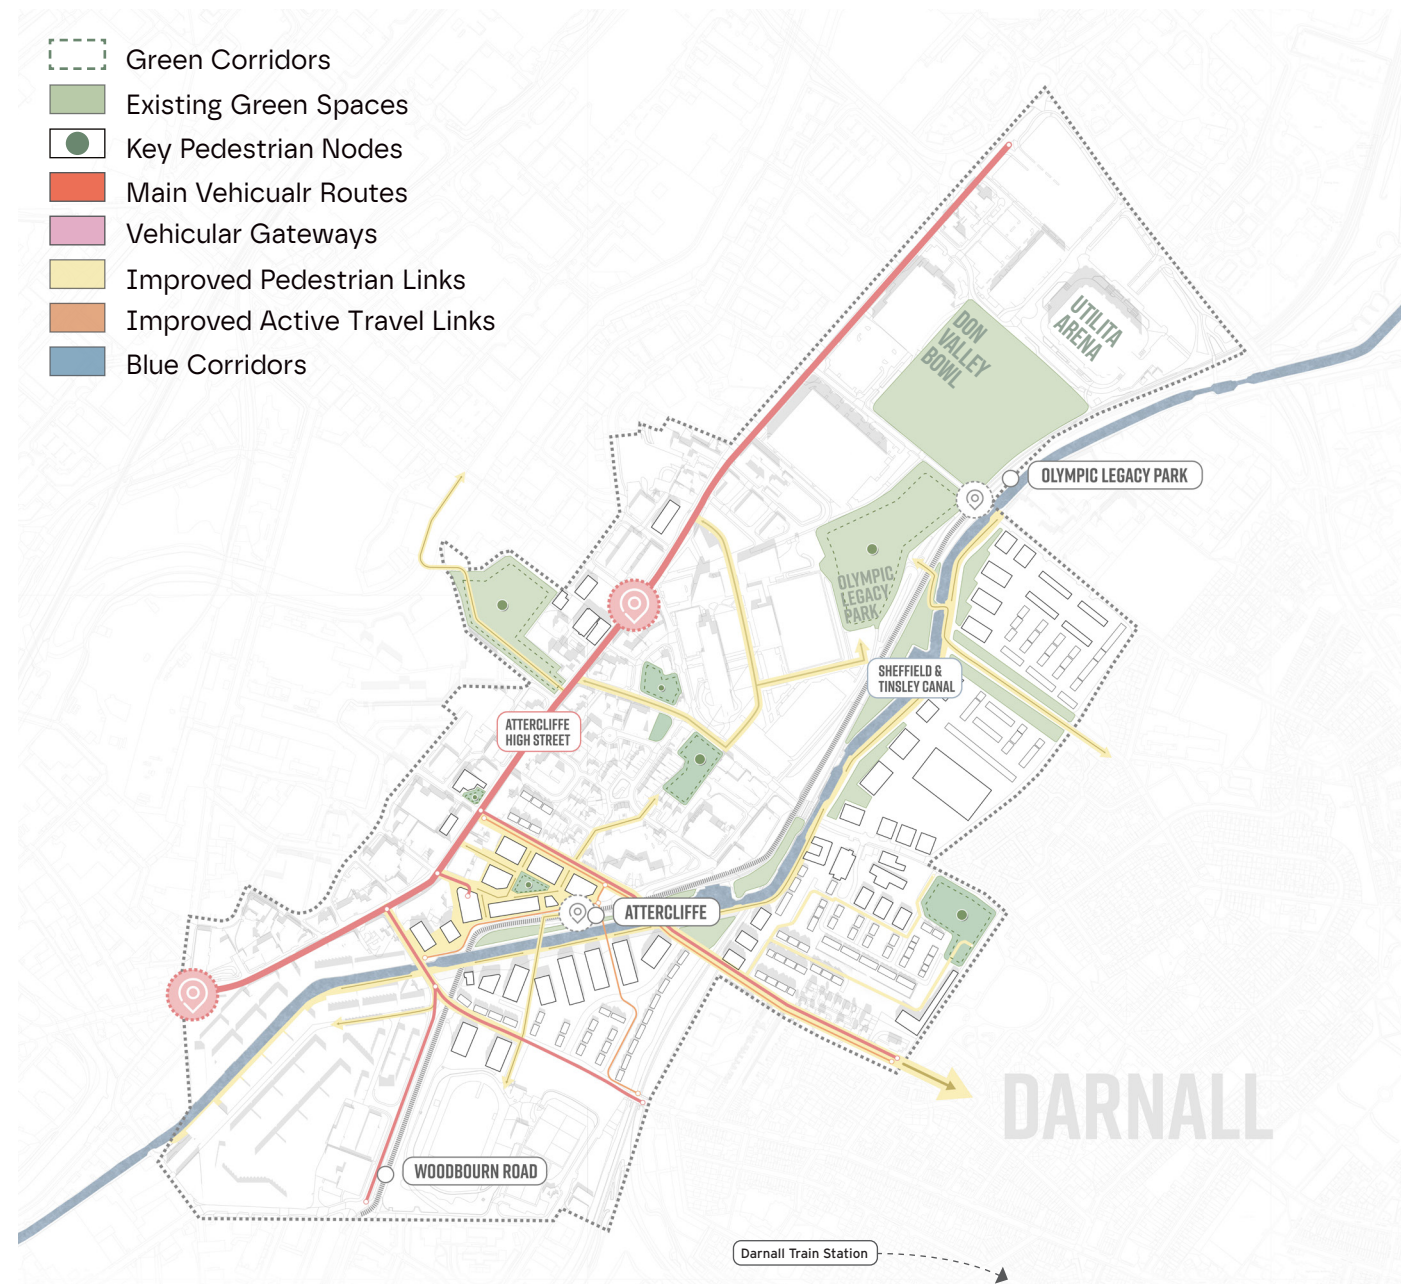 Green Corridors
Existing Green Spaces
Key Pedestrian Nodes
Main Vehicualr Routes
Vehicular Gateways
Improved Pedestrian Links
Improved Active Travel Links
Blue Corridors
UTILITA
ARENA
DON
VALLEY
BOWL
OLYMPIC LEGACY PARK
OLYMPIC
LEGACY
PARK
SHEFFIELD &
TINSLEY CANAL
ATTERCLIFFE
HIGH STREET
ATTERCLIFFE
DARNALL
WOODBOURN ROAD
Darnall Train Station